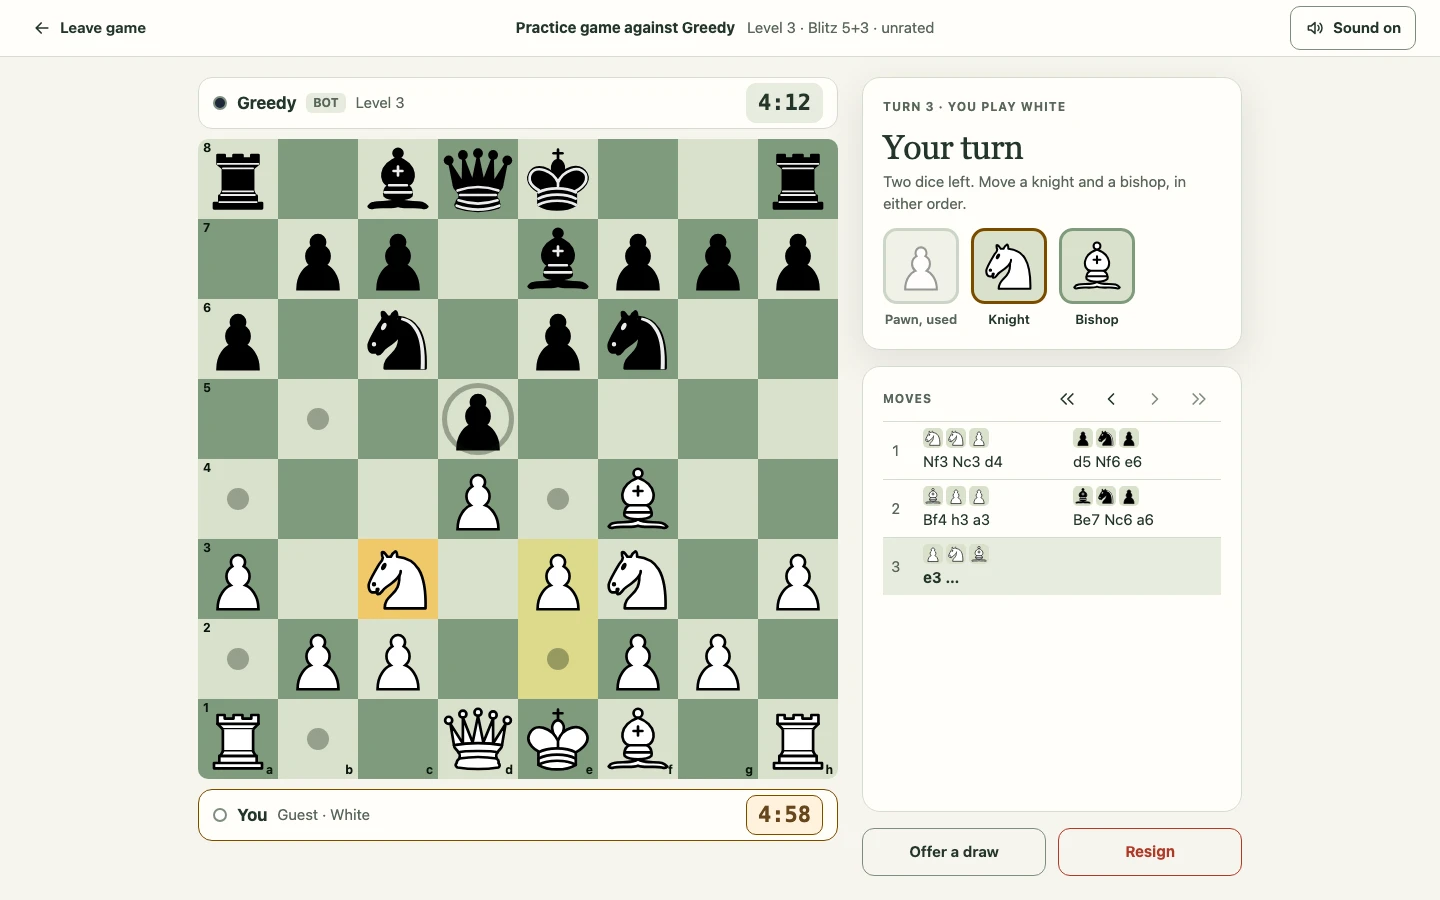 Leave game
Practice game against Greedy Level 3 · Blitz 5+3 · unrated
Sound on
Greedy BOT Level 3
4:12
8
7
6
5
4
3
2
1
a b c d e f g h
You Guest · White
4:58
TURN 3 · YOU PLAY WHITE
Your turn
Two dice left. Move a knight and a bishop, in
either order.
Pawn, used Knight Bishop
MOVES
1 Nf3 Nc3 d4 d5 Nf6 e6
2 Bf4 h3 a3 Be7 Nc6 a6
3 e3 ...
Offer a draw
Resign